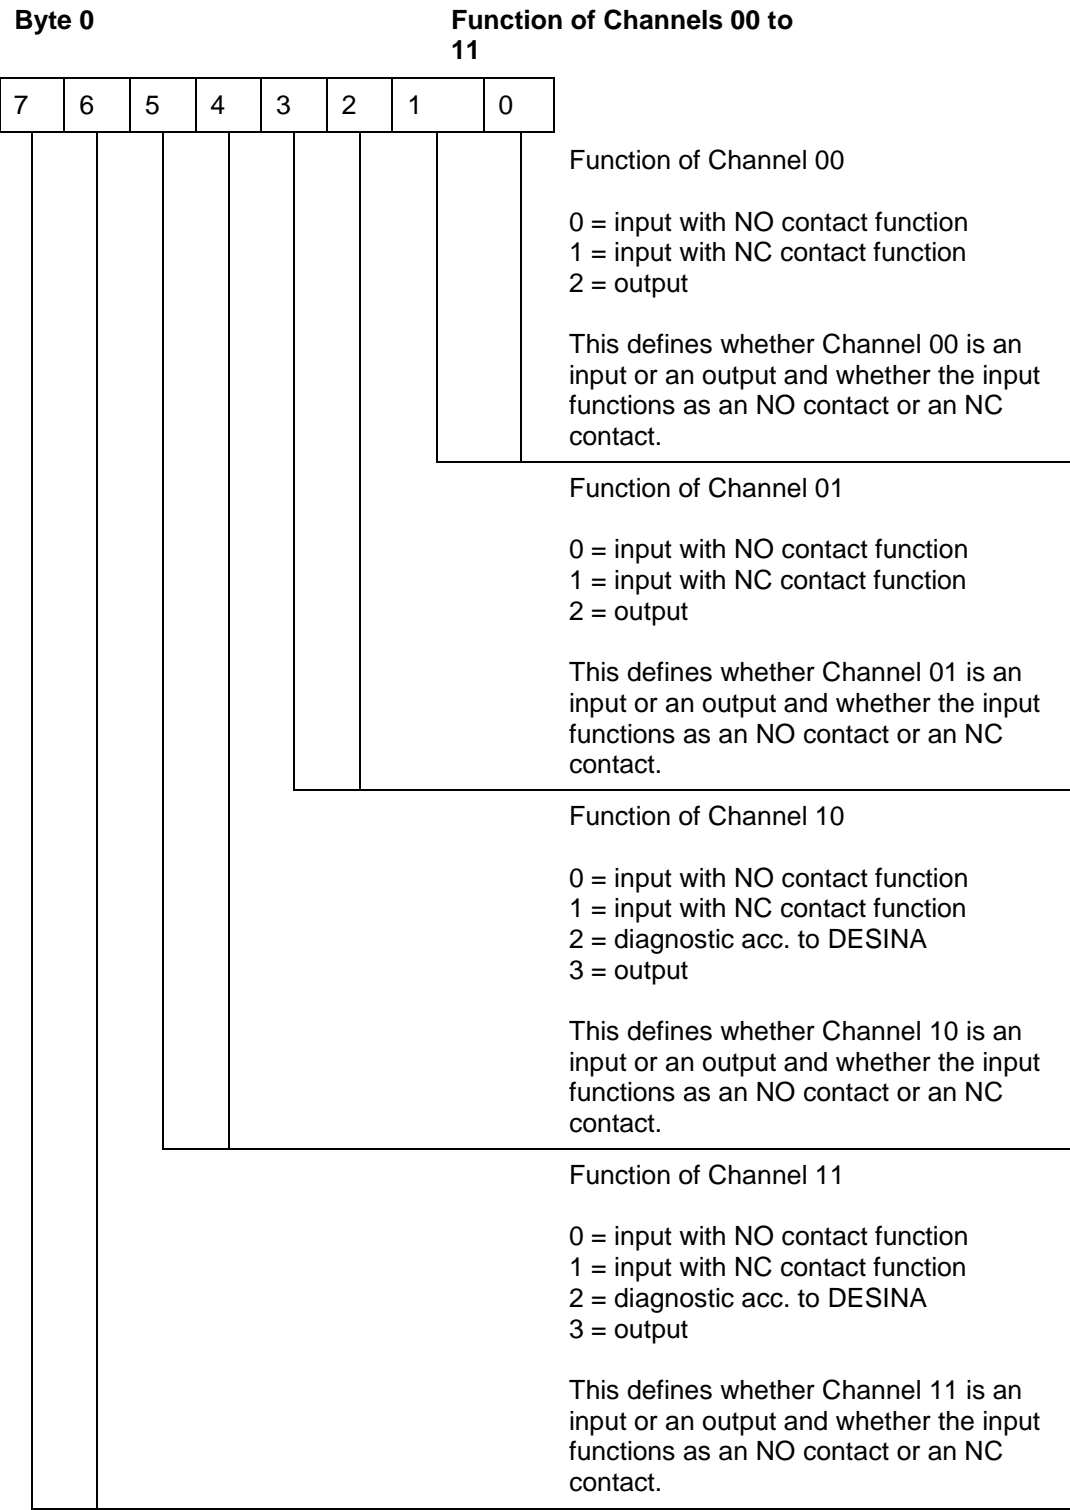 Byte 0
Function of Channels 00 to
11
7 6 5 4 3 2 1 0
Function of Channel 00
0 = input with NO contact function
1 = input with NC contact function
2 = output
This defines whether Channel 00 is an
input or an output and whether the input
functions as an NO contact or an NC
contact.
Function of Channel 01
0 = input with NO contact function
1 = input with NC contact function
2 = output
This defines whether Channel 01 is an
input or an output and whether the input
functions as an NO contact or an NC
contact.
Function of Channel 10
0 = input with NO contact function
1 = input with NC contact function
2 = diagnostic acc. to DESINA
3 = output
This defines whether Channel 10 is an
input or an output and whether the input
functions as an NO contact or an NC
contact.
Function of Channel 11
0 = input with NO contact function
1 = input with NC contact function
2 = diagnostic acc. to DESINA
3 = output
This defines whether Channel 11 is an
input or an output and whether the input
functions as an NO contact or an NC
contact.